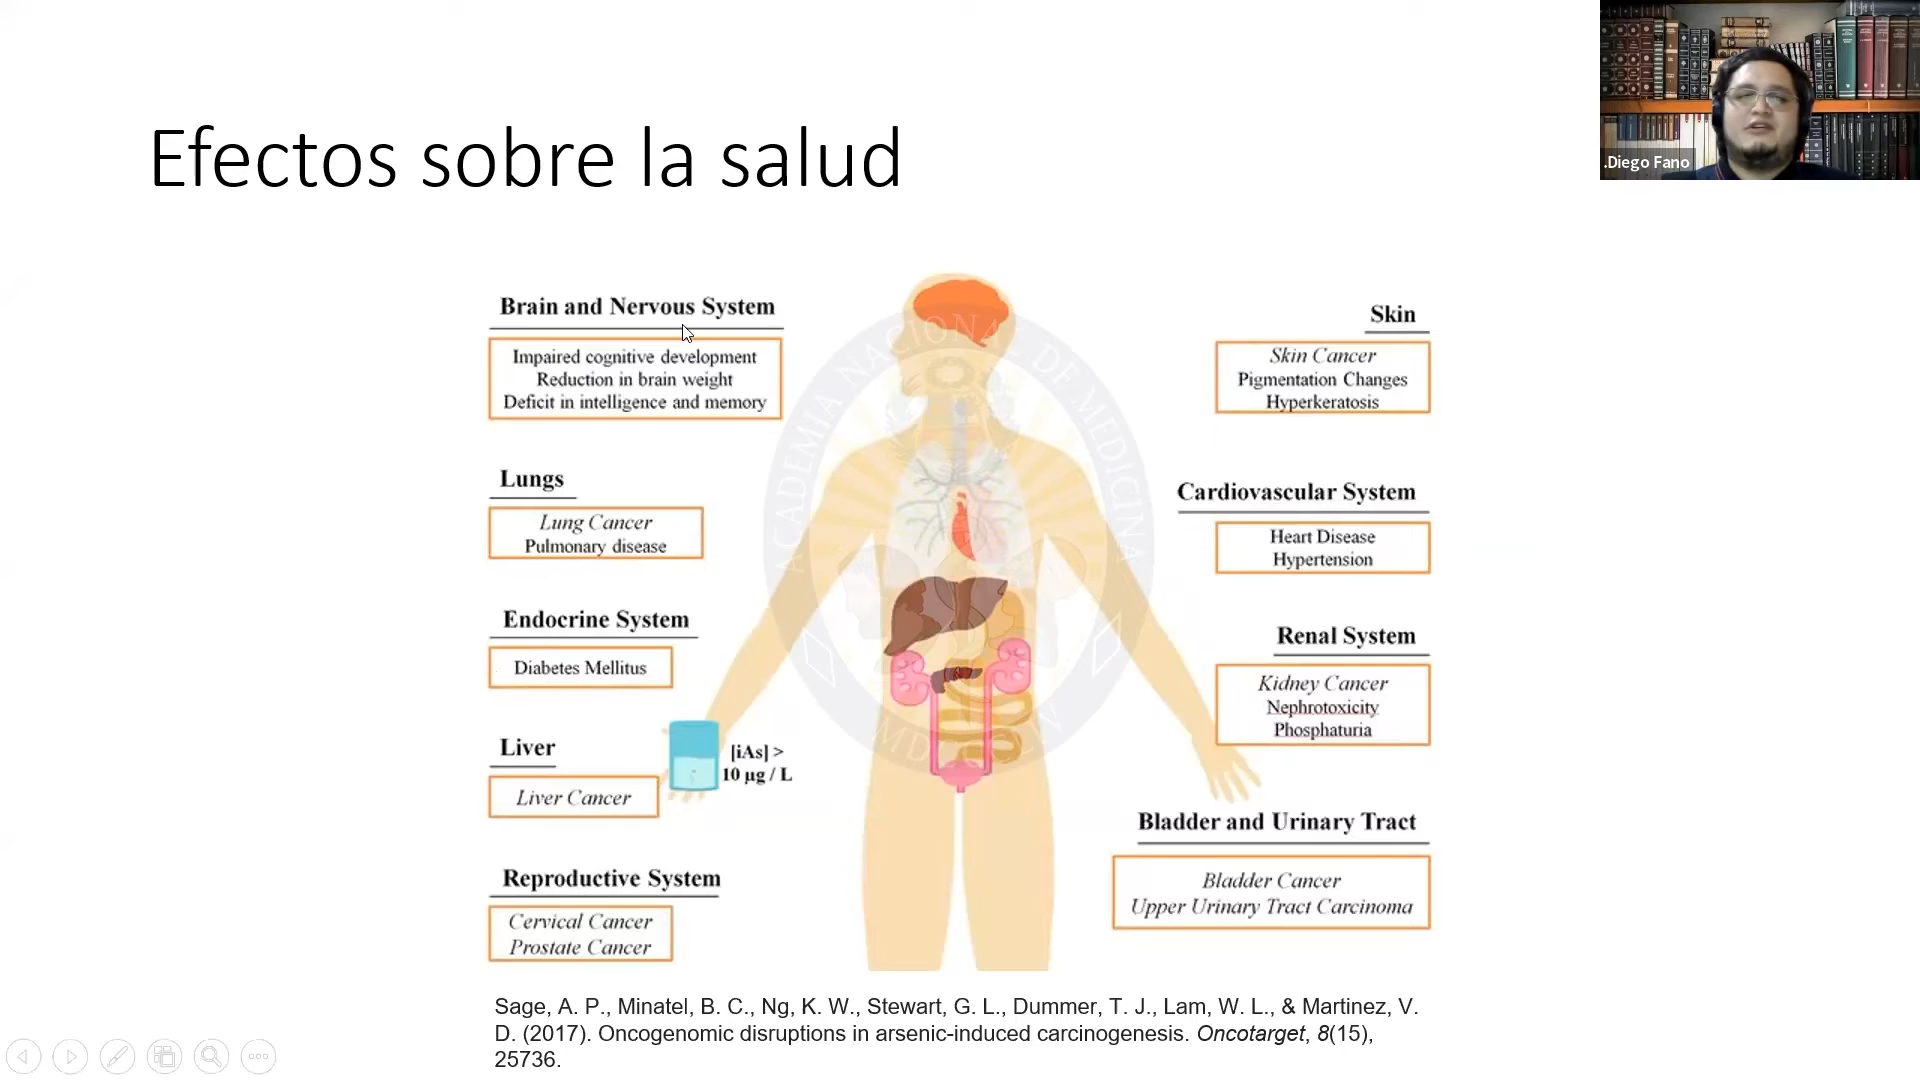 .Diego Fano
Efectos sobre la salud
Brain and Nervous System
Impaired cognitive development
Reduction in brain weight
Deficit in intelligence and memory
Lungs
Lung Cancer
Pulmonary disease
Endocrine System
Diabetes Mellitus
Liver
Liver Cancer
[iAs] >
10 µg / L
Reproductive System
Cervical Cancer
Prostate Cancer
Skin
Skin Cancer
Pigmentation Changes
Hyperkeratosis
Cardiovascular System
Heart Disease
Hypertension
Renal System
Kidney Cancer
Nephrotoxicity
Phosphaturia
Bladder and Urinary Tract
Bladder Cancer
Upper Urinary Tract Carcinoma
ACADEMIA NACIONAL DE MEDICINA
Sage, A. P., Minatel, B. C., Ng, K. W., Stewart, G. L., Dummer, T. J., Lam, W. L., & Martinez, V.
D. (2017). Oncogenomic disruptions in arsenic-induced carcinogenesis. Oncotarget, 8(15),
25736.